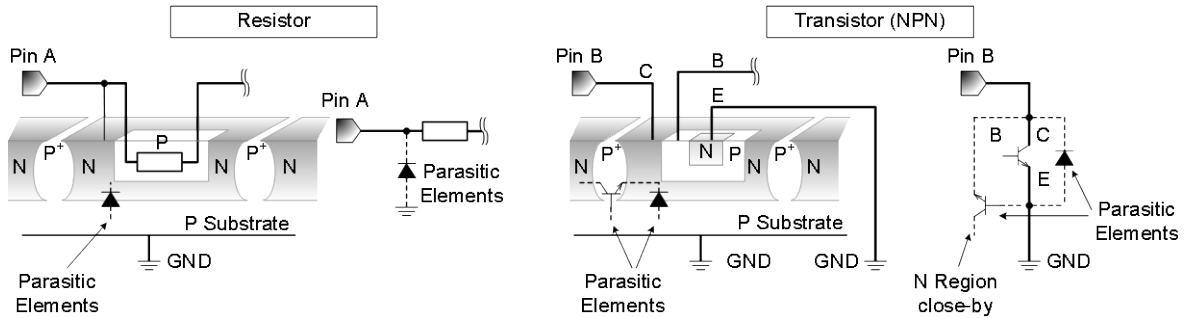 Resistor
Transistor (NPN)
Pin A
Pin A
P
N
P+
N
N
P+
N
Parasitic
Elements
P Substrate
GND
Parasitic
Elements
Pin B
C
B
E
N
P+
N
N
P
P+
N
N
P Substrate
GND
GND
Parasitic
Elements
Pin B
B
C
E
Parasitic
Elements
N Region
close-by